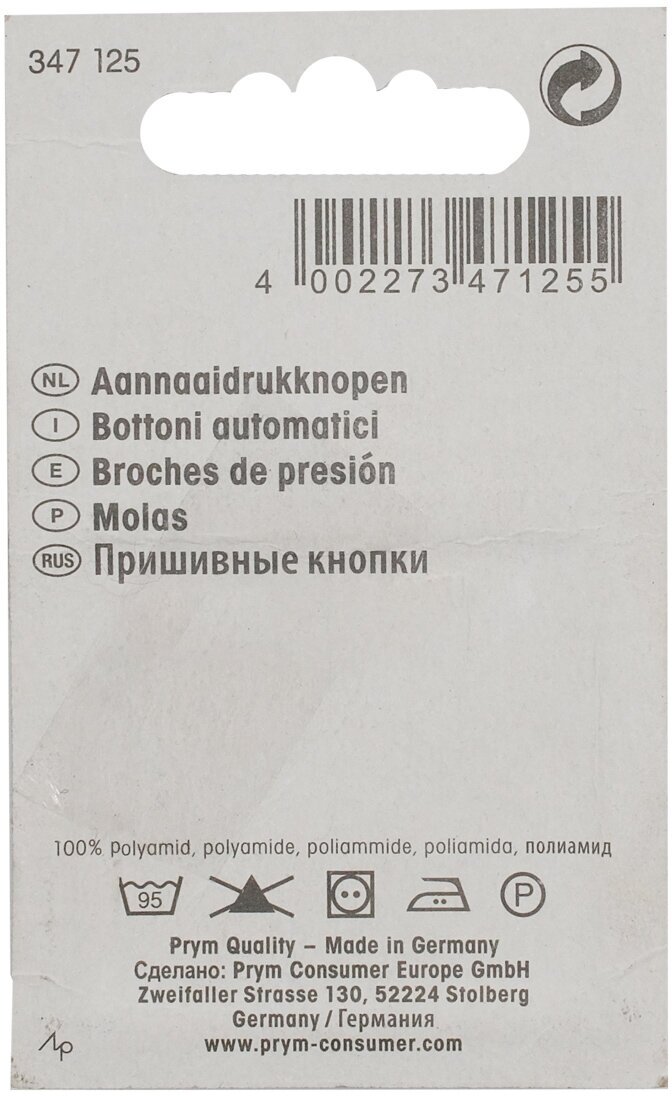 347 125
4 002273 471255
NL Aannaaidrukknopen
I Bottoni automatici
E Broches de presión
P Molas
RUS Пришивные кнопки
100% Polyamid, polyamide, poliammide, poliamida, полиамид
95 P
Prym Quality – Made in Germany
Сделано: Prym Consumer Europe GmbH
Zweifaller Strasse 130, 52224 Stolberg
Germany / Германия
www.prym-consumer.com